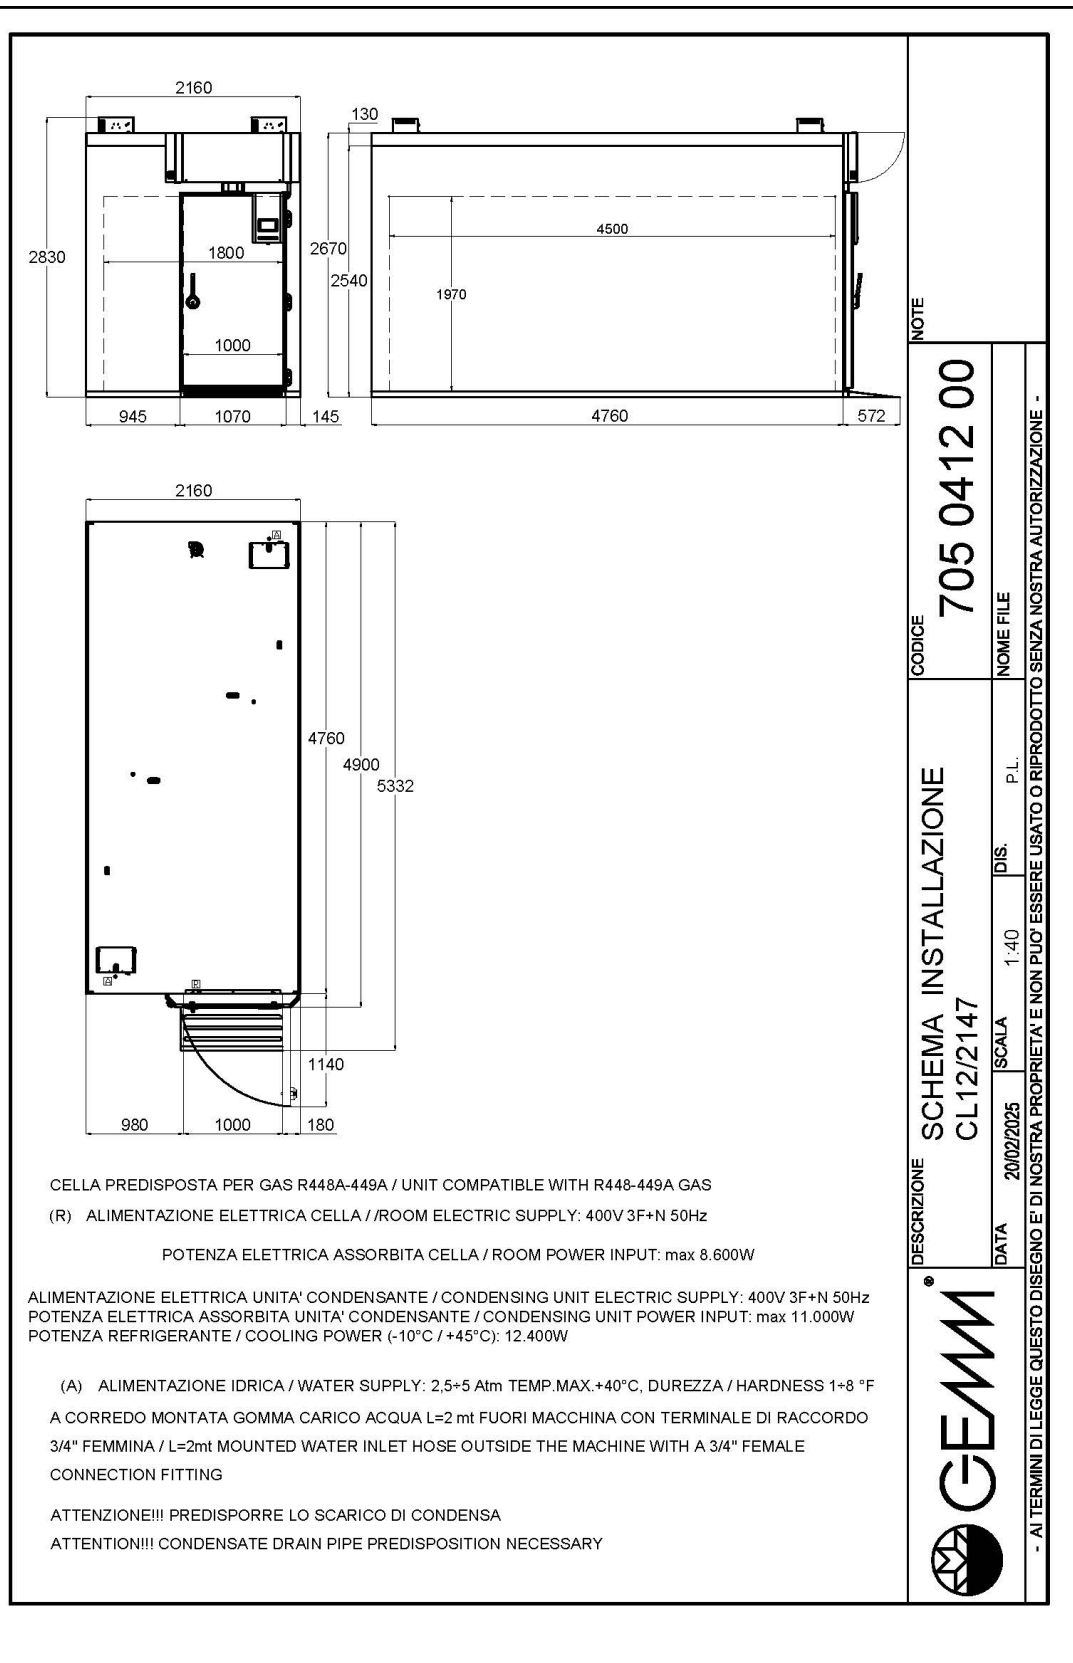 2160
130
2830
1800
1000
2670
2540
4500
1970
945
1070
145
4760
572
2160
A
4760
4900
5332
A
R
1140
980
1000
180
CELLA PREDISPOSTA PER GAS R448A-449A / UNIT COMPATIBLE WITH R448-449A GAS
(R) ALIMENTAZIONE ELETTRICA CELLA / /ROOM ELECTRIC SUPPLY: 400V 3F+N 50Hz
POTENZA ELETTRICA ASSORBITA CELLA / ROOM POWER INPUT: max 8.600W
ALIMENTAZIONE ELETTRICA UNITA' CONDENSANTE / CONDENSING UNIT ELECTRIC SUPPLY: 400V 3F+N 50Hz
POTENZA ELETTRICA ASSORBITA UNITA' CONDENSANTE / CONDENSING UNIT POWER INPUT: max 11.000W
POTENZA REFRIGERANTE / COOLING POWER (-10°C / +45°C): 12.400W
(A) ALIMENTAZIONE IDRICA / WATER SUPPLY: 2,5÷5 Atm TEMP.MAX.+40°C, DUREZZA / HARDNESS 1÷8 °F
A CORREDO MONTATA GOMMA CARICO ACQUA L=2 mt FUORI MACCHINA CON TERMINALE DI RACCORDO
3/4" FEMMINA / L=2mt MOUNTED WATER INLET HOSE OUTSIDE THE MACHINE WITH A 3/4" FEMALE
CONNECTION FITTING
ATTENZIONE!!! PREDISPORRE LO SCARICO DI CONDENSA
ATTENTION!!! CONDENSATE DRAIN PIPE PREDISPOSITION NECESSARY
GEMM®
DESCRIZIONE
SCHEMA INSTALLAZIONE
CL12/2147
CODICE
705 0412 00
NOTE
DATA
20/02/2025
SCALA
1:40
DIS.
P.L.
NOME FILE
- AI TERMINI DI LEGGE QUESTO DISEGNO E' DI NOSTRA PROPRIETA' E NON PUO' ESSERE USATO O RIPRODOTTO SENZA NOSTRA AUTORIZZAZIONE -